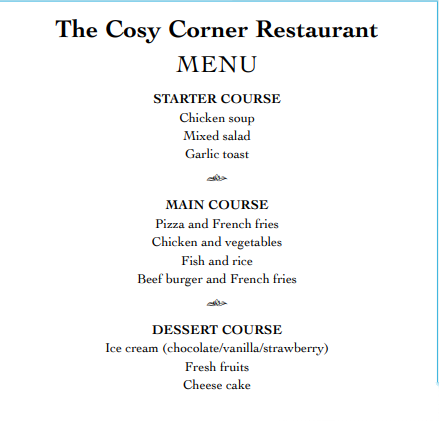 The Cosy Corner Restaurant
MENU
STARTER COURSE
Chicken soup
Mixed salad
Garlic toast
MAIN COURSE
Pizza and French fries
Chicken and vegetables
Fish and rice
Beef burger and French fries
DESSERT COURSE
Ice cream (chocolate/vanilla/strawberry)
Fresh fruits
Cheese cake